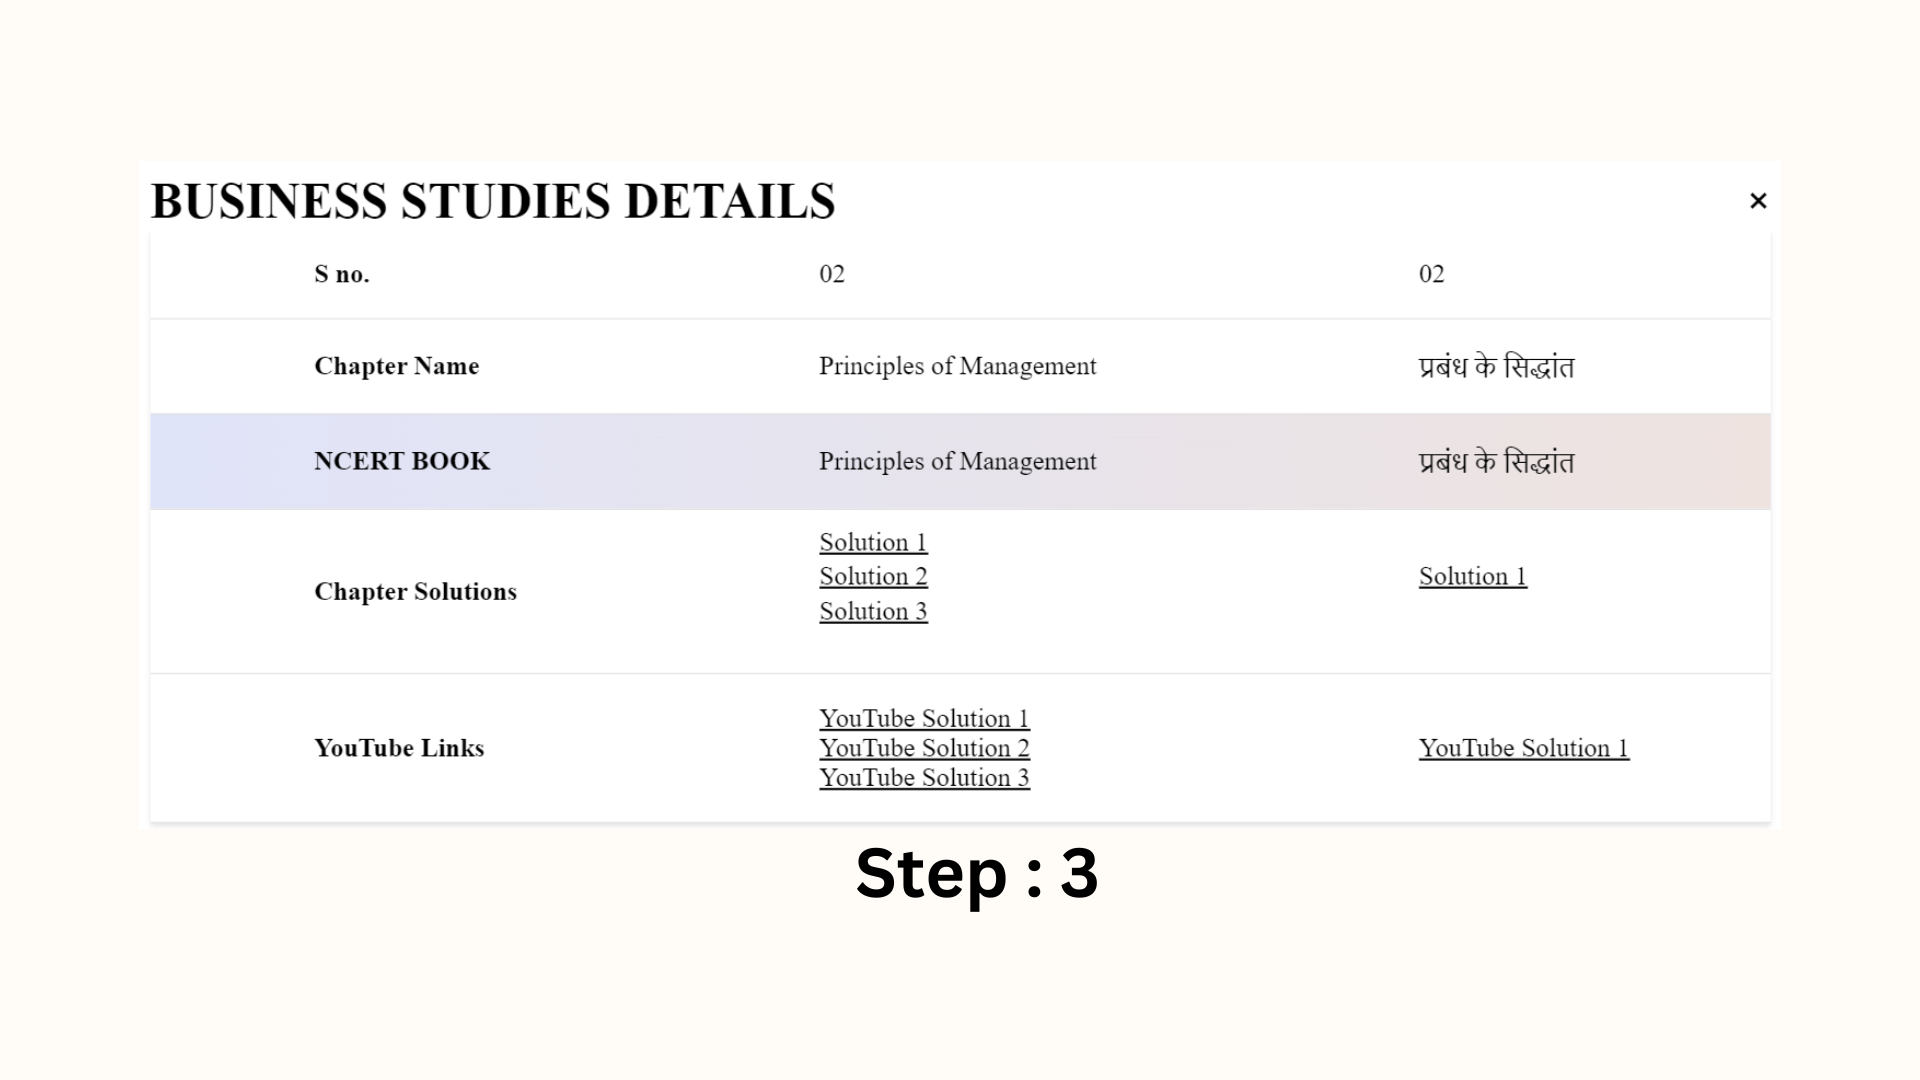 BUSINESS STUDIES DETAILS ×
S no. 02 02
Chapter Name Principles of Management प्रबंध के सिद्धांत
NCERT BOOK Principles of Management प्रबंध के सिद्धांत
Chapter Solutions
Solution 1
Solution 2
Solution 3
Solution 1
YouTube Links
YouTube Solution 1
YouTube Solution 2
YouTube Solution 3
YouTube Solution 1
Step : 3